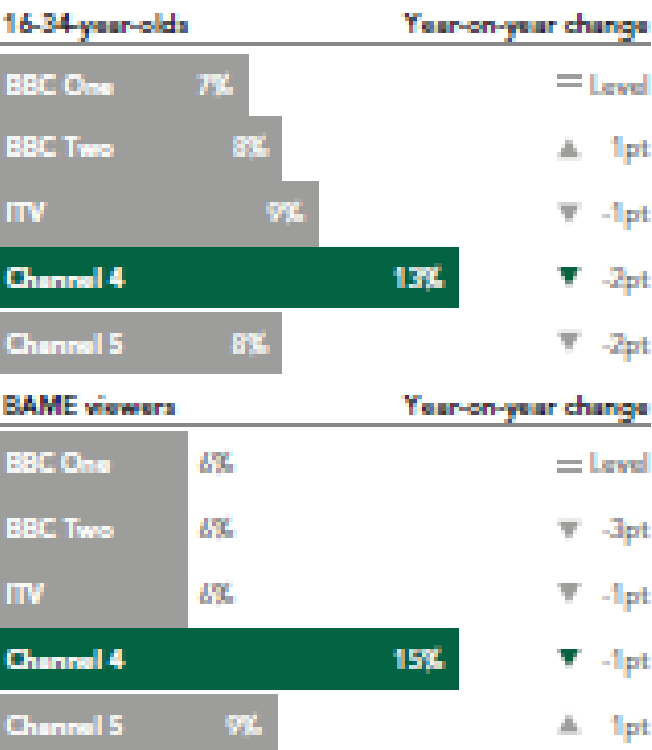 16-34-year-olds Year-on-year change
BBC One 7% Level
BBC Two 8% 1pt
ITV 9% -1pt
Channel 4 13% -2pt
Channel 5 8% -2pt
BAME viewers Year-on-year change
BBC One 6% Level
BBC Two 6% -3pt
ITV 6% -1pt
Channel 4 15% -1pt
Channel 5 9% 1pt